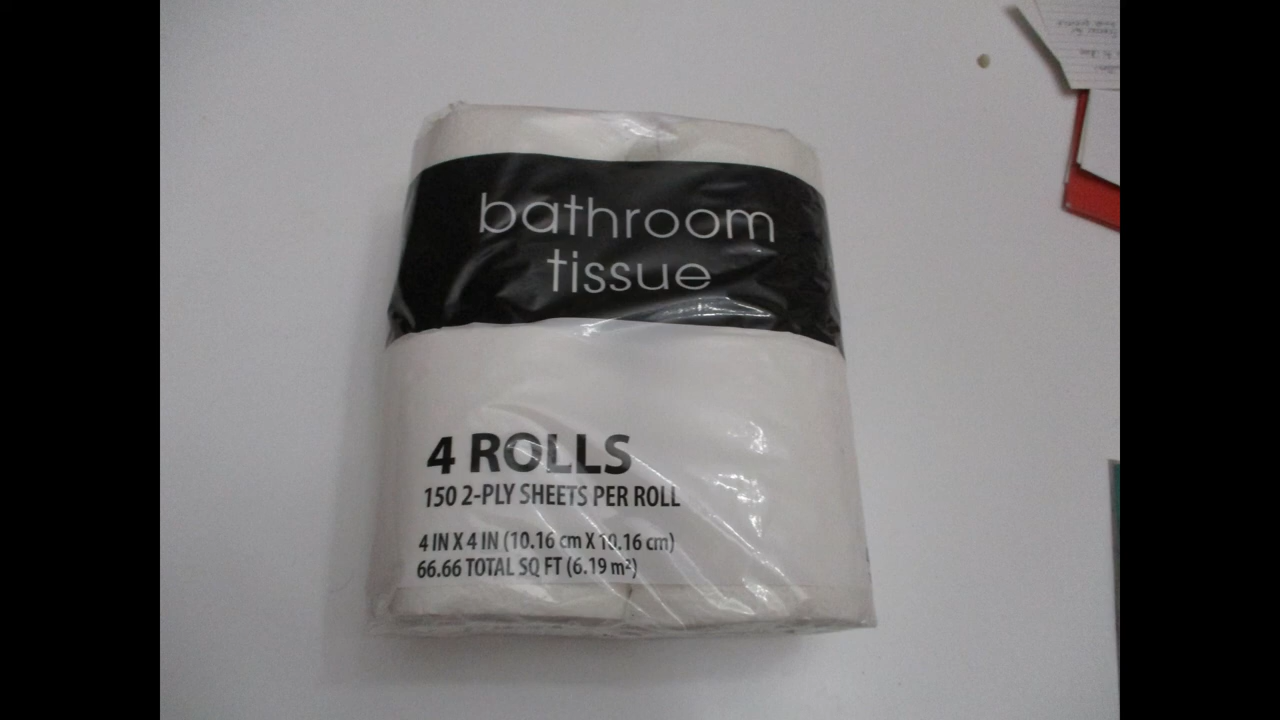 bathroom
tissue
4 ROLLS
150 2-PLY SHEETS PER ROLL
4 IN X 4 IN (10.16 cm X 10.16 cm)
66.66 TOTAL SQ FT (6.19 m²)